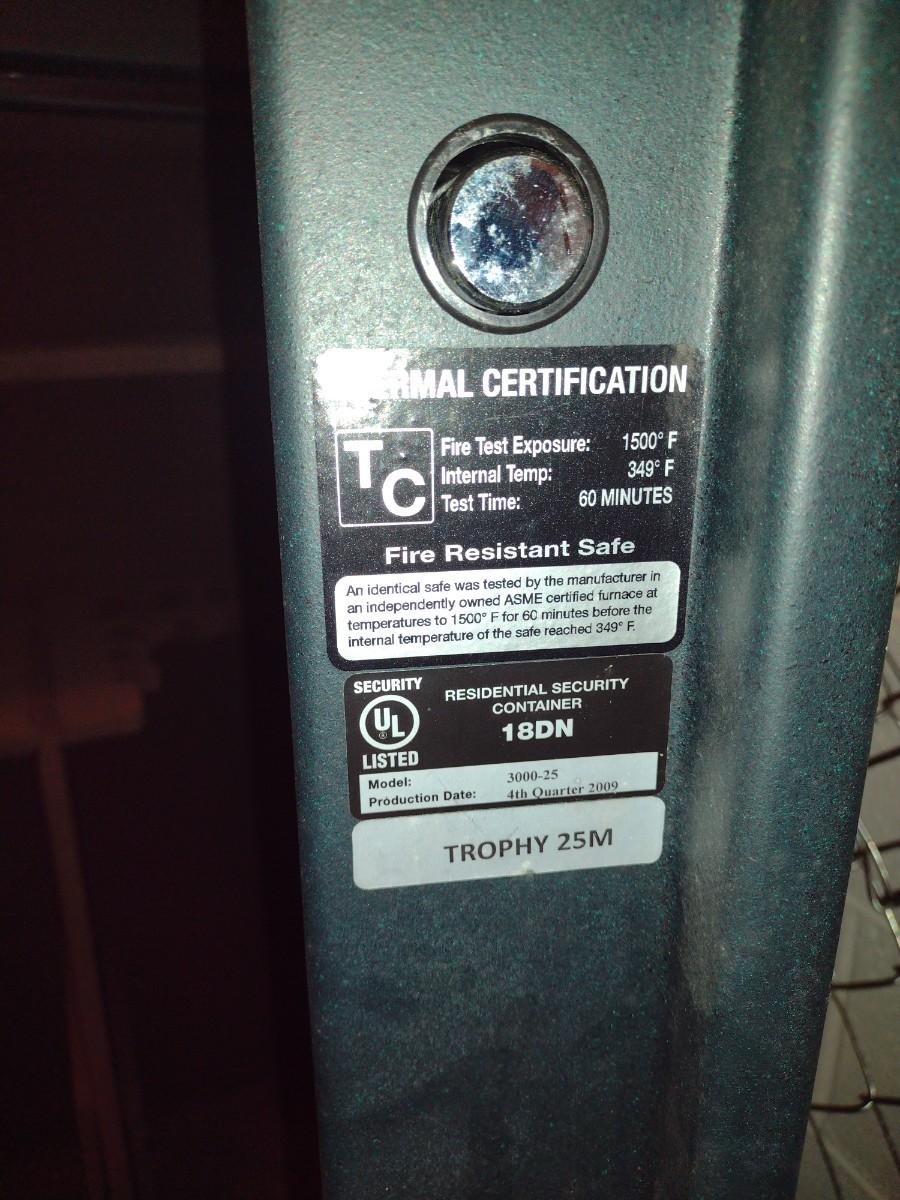 CERTIFICATION
TC
Fire Test Exposure: 1500° F
Internal Temp: 349° F
Test Time: 60 MINUTES
Fire Resistant Safe
An identical safe was tested by the manufacturer in
an independently owned ASME certified furnace at
temperatures to 1500° F for 60 minutes before the
internal temperature of the safe reached 349° F.
SECURITY
UL
®
LISTED
RESIDENTIAL SECURITY
CONTAINER
18DN
Model: 3000-25
Production Date: 4th Quarter 2009
TROPHY 25M